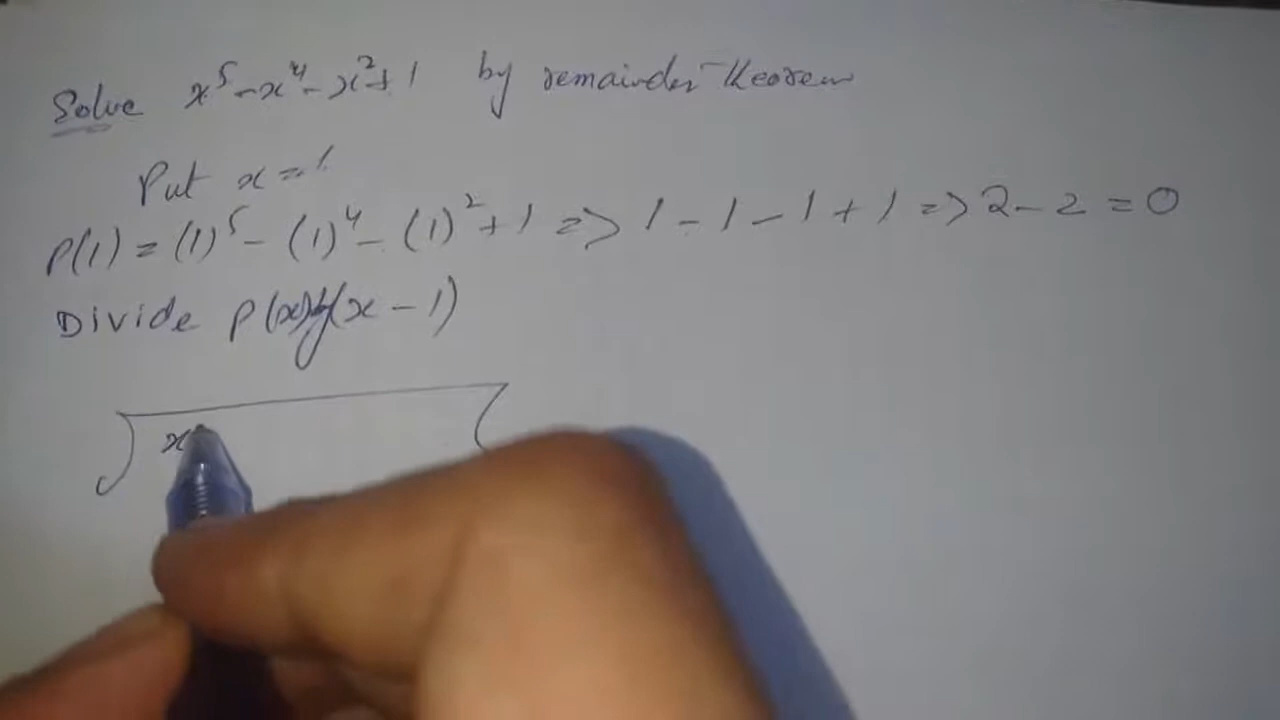 Solve x⁵-x⁴-x²+1 by remainder theorem
Put x=1
P(1) = (1)⁵ - (1)⁴ - (1)² + 1 => 1 - 1 - 1 + 1 => 2 - 2 = 0
Divide P(x) by (x - 1)
x